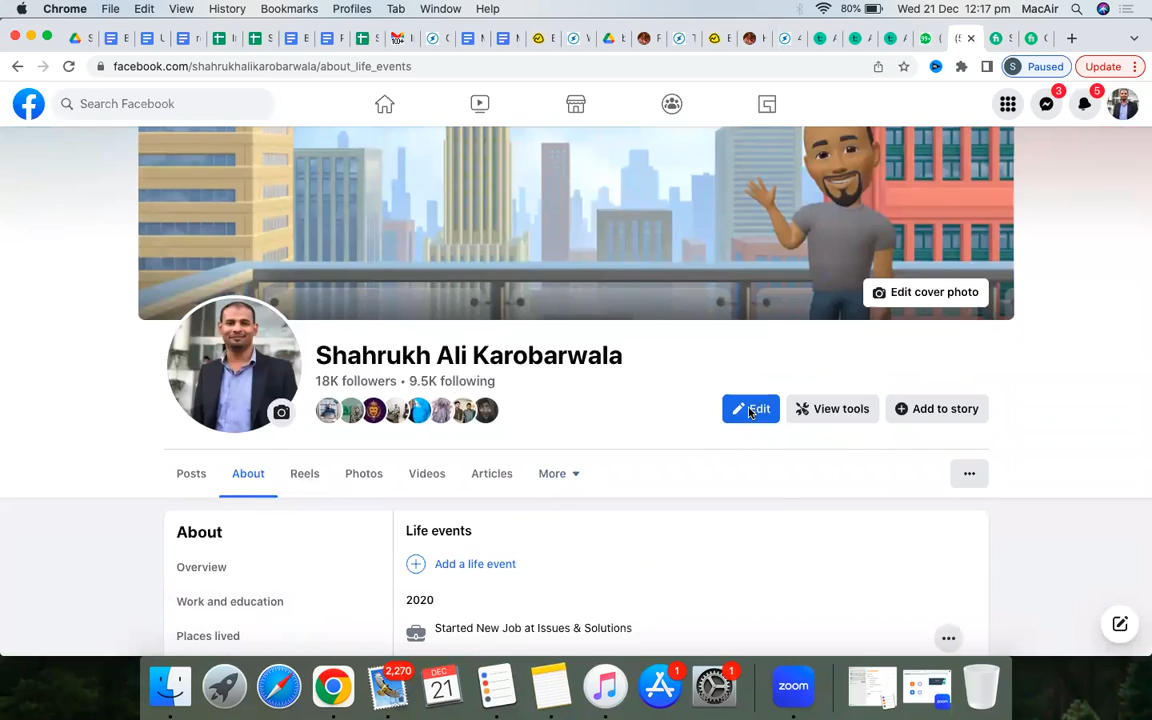 Chrome File Edit View History Bookmarks Profiles Tab Window Help 80% Wed 21 Dec 12:17 pm MacAir
facebook.com/shahrukhalikarobarwala/about_life_events
S Paused Update
Search Facebook
3
5
Edit cover photo
Shahrukh Ali Karobarwala
18K followers • 9.5K following
Edit View tools Add to story
Posts About Reels Photos Videos Articles More
About
Overview
Work and education
Places lived
Life events
Add a life event
2020
Started New Job at Issues & Solutions
2,270
DEC
21
1
1
zoom